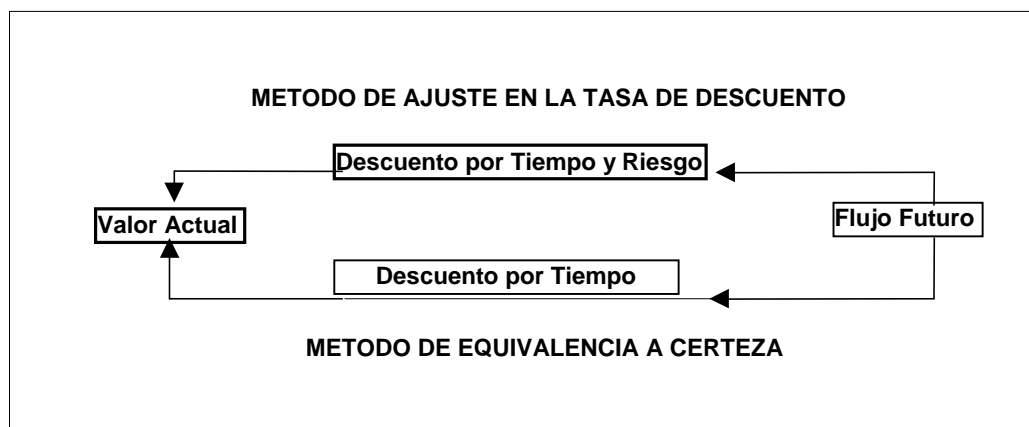 METODO DE AJUSTE EN LA TASA DE DESCUENTO
Descuento por Tiempo y Riesgo
Valor Actual
Flujo Futuro
Descuento por Tiempo
METODO DE EQUIVALENCIA A CERTEZA